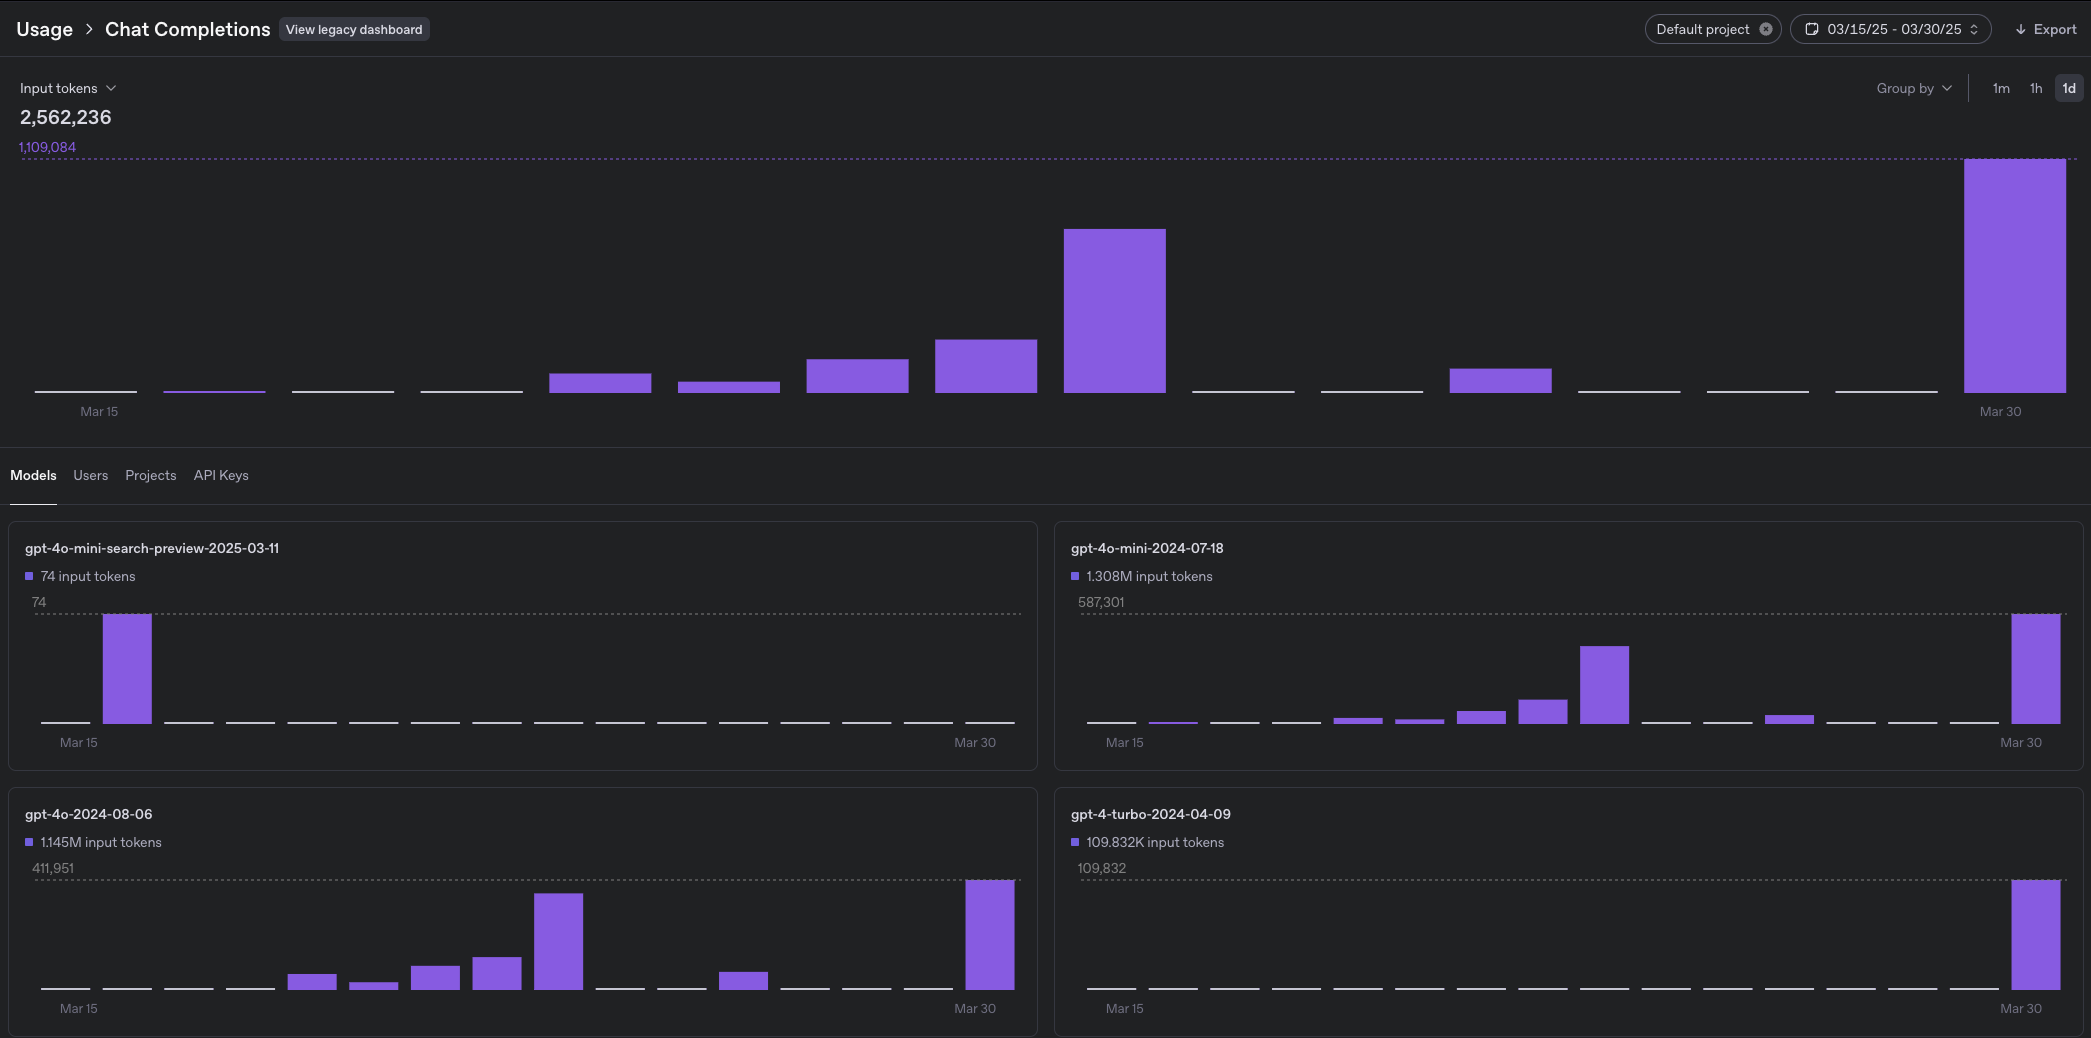 Usage > Chat Completions View legacy dashboard Default project 03/15/25 - 03/30/25 Export
Input tokens Group by 1m 1h 1d
2,562,236
1,109,084
Mar 15 Mar 30
Models Users Projects API Keys
gpt-4o-mini-search-preview-2025-03-11
74 input tokens
74
Mar 15 Mar 30
gpt-4o-mini-2024-07-18
1.308M input tokens
587,301
Mar 15 Mar 30
gpt-4o-2024-08-06
1.145M input tokens
411,951
Mar 15 Mar 30
gpt-4-turbo-2024-04-09
109.832K input tokens
109,832
Mar 15 Mar 30